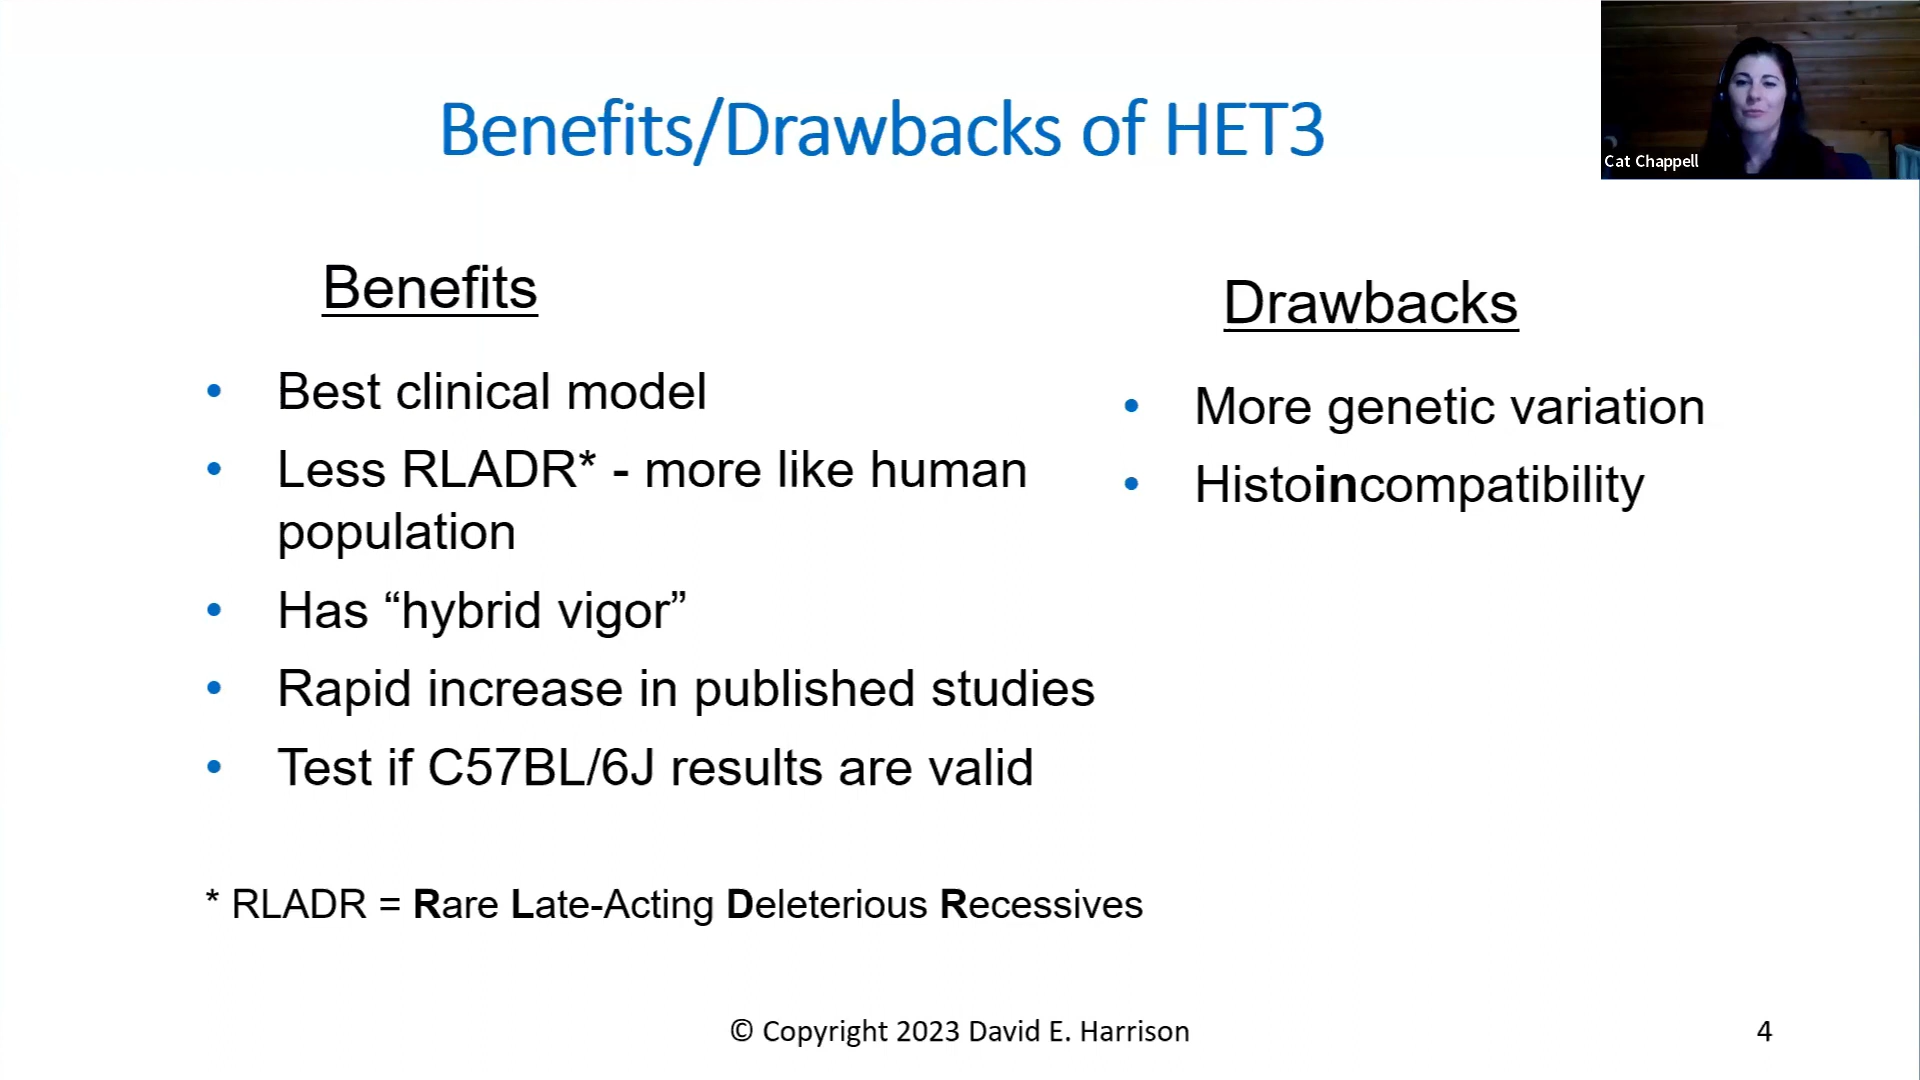 Benefits/Drawbacks of HET3
Cat Chappell
Benefits
• Best clinical model
• Less RLADR* - more like human
population
• Has “hybrid vigor”
• Rapid increase in published studies
• Test if C57BL/6J results are valid
Drawbacks
• More genetic variation
• Histoincompatibility
* RLADR = Rare Late-Acting Deleterious Recessives
© Copyright 2023 David E. Harrison
4